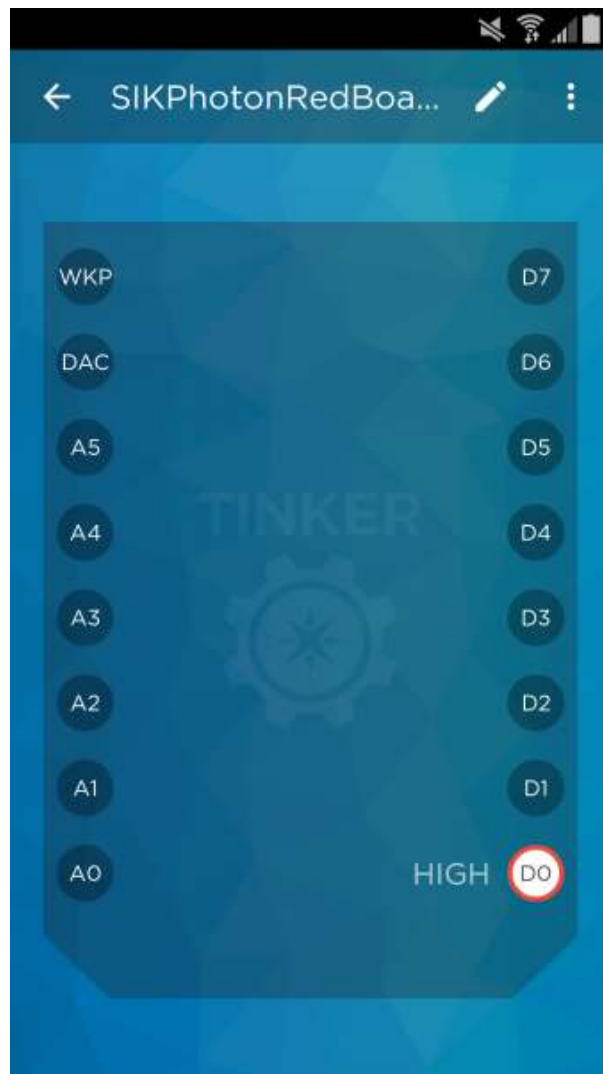 SIKPhotonRedBoa...
WKP D7
DAC D6
A5 D5
TINKER
A4 D4
A3 D3
A2 D2
A1 D1
A0 HIGH D0